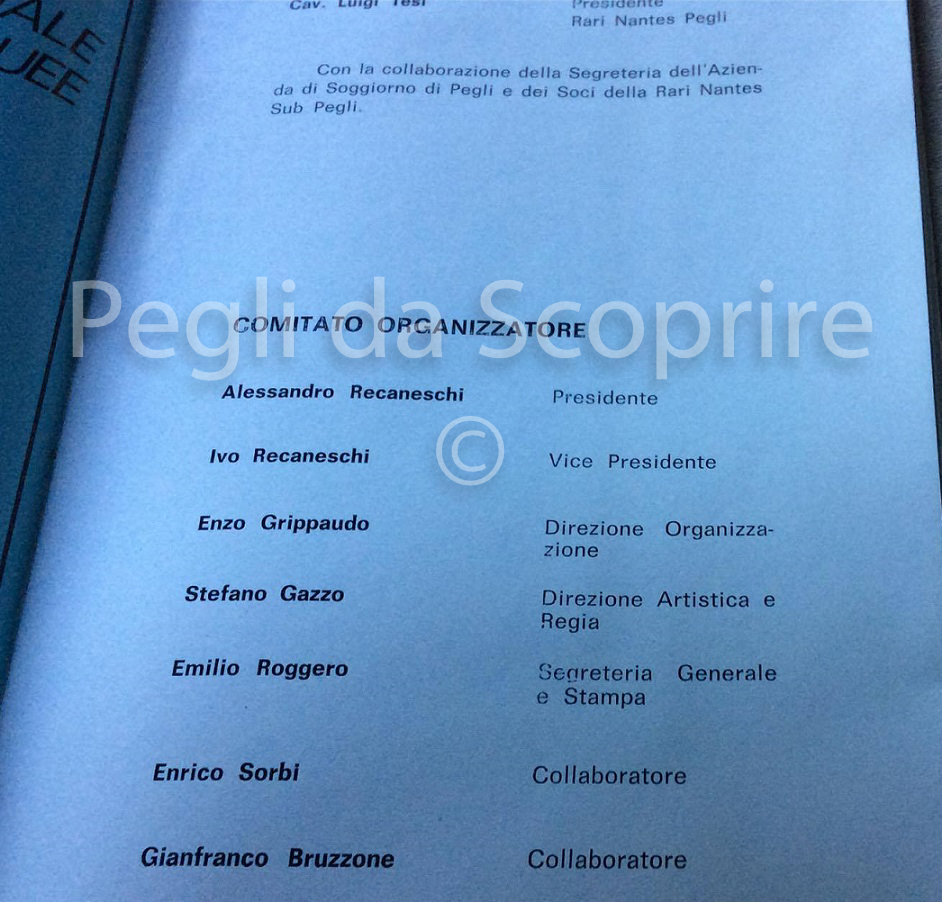 ALE
UEE
Cav. Luigi Tesi Presidente
Rari Nantes Pegli
Con la collaborazione della Segreteria dell'Azien-
da di Soggiorno di Pegli e dei Soci della Rari Nantes
Sub Pegli.
Pegli da Scoprire
COMITATO ORGANIZZATORE
Alessandro Recaneschi Presidente
©
Ivo Recaneschi Vice Presidente
Enzo Grippaudo Direzione Organizza-
zione
Stefano Gazzo Direzione Artistica e
Regia
Emilio Roggero Segreteria Generale
e Stampa
Enrico Sorbi Collaboratore
Gianfranco Bruzzone Collaboratore